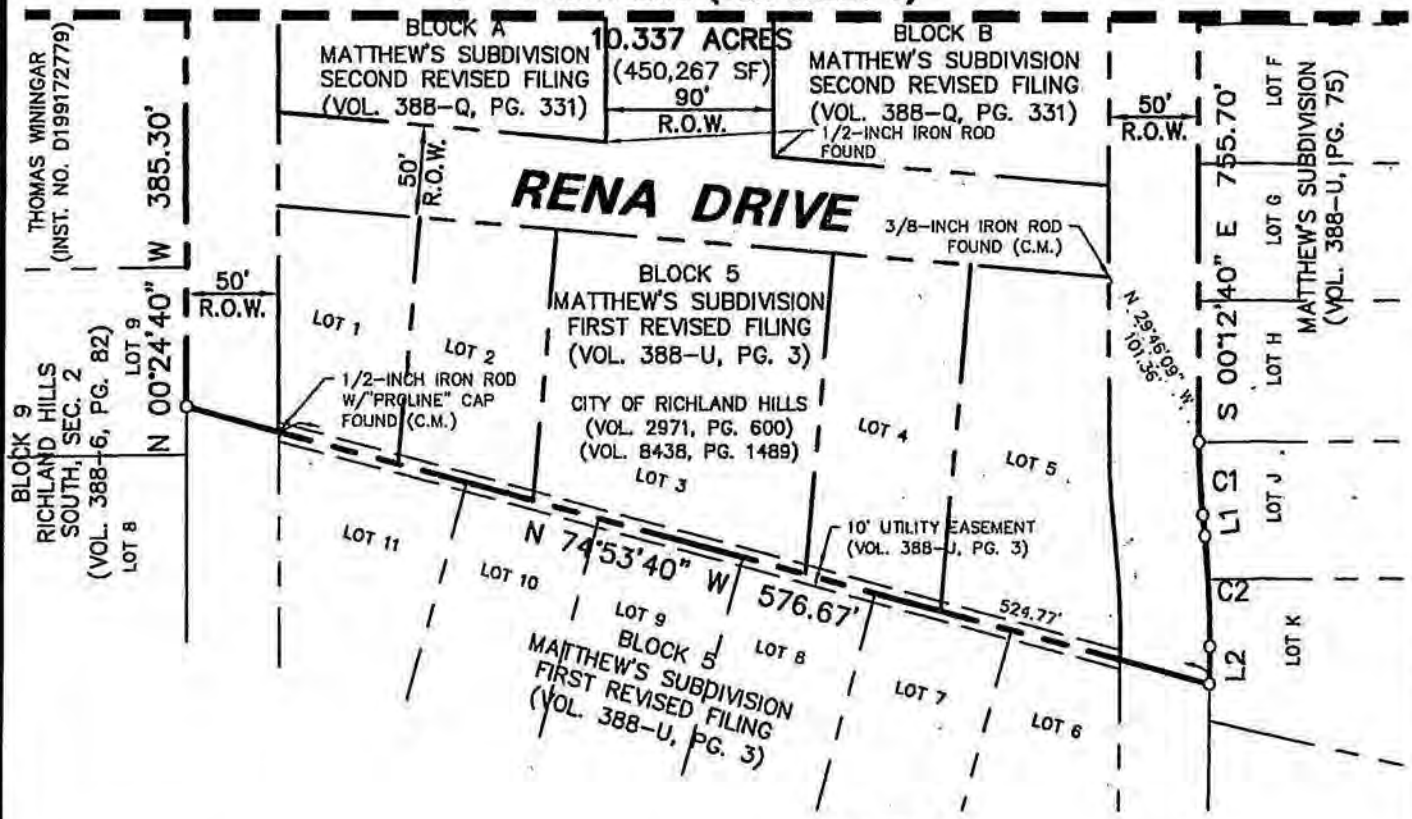 BLOCK A
MATTHEW'S SUBDIVISION
SECOND REVISED FILING
(VOL. 388-Q, PG. 331)
10.337 ACRES
(450,267 SF)
90'
R.O.W.
BLOCK B
MATTHEW'S SUBDIVISION
SECOND REVISED FILING
(VOL. 388-Q, PG. 331)
1/2-INCH IRON ROD
FOUND
50'
R.O.W.
THOMAS WININGAR
(INST. NO. D199172779)
N 00°24'40" W 385.30'
50'
R.O.W.
RENA DRIVE
3/8-INCH IRON ROD
FOUND (C.M.)
S 00°12'40" E 755.70'
LOT F
LOT G
LOT H
LOT J
LOT K
MATTHEW'S SUBDIVISION
(VOL. 388-U, PG. 75)
50'
R.O.W.
BLOCK 9
RICHLAND HILLS
SOUTH, SEC. 2
(VOL. 388-6, PG. 82)
LOT 9
LOT 8
LOT 1
LOT 2
BLOCK 5
MATTHEW'S SUBDIVISION
FIRST REVISED FILING
(VOL. 388-U, PG. 3)
CITY OF RICHLAND HILLS
(VOL. 2971, PG. 600)
(VOL. 8438, PG. 1489)
LOT 3
LOT 4
LOT 5
1/2-INCH IRON ROD
W/"PROLINE" CAP
FOUND (C.M.)
N 29°46'09" W
101.36'
C1
L1
C2
L2
10' UTILITY EASEMENT
(VOL. 388-U, PG. 3)
N 74°53'40" W 576.67'
524.77'
LOT 11
LOT 10
LOT 9
LOT 8
LOT 7
LOT 6
BLOCK 5
MATTHEW'S SUBDIVISION
FIRST REVISED FILING
(VOL. 388-U, PG. 3)